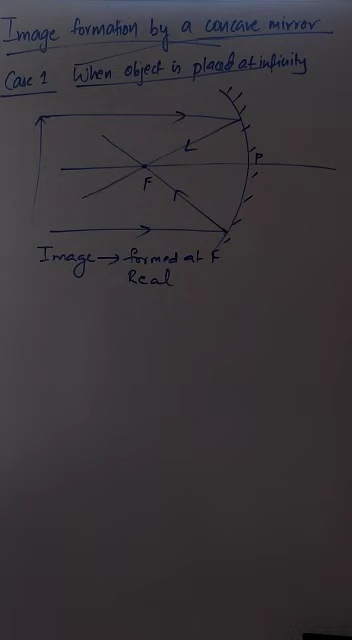 Image formation by a concave mirror
Case 1 When object is placed at infinity
P
F
Image → formed at F
Real